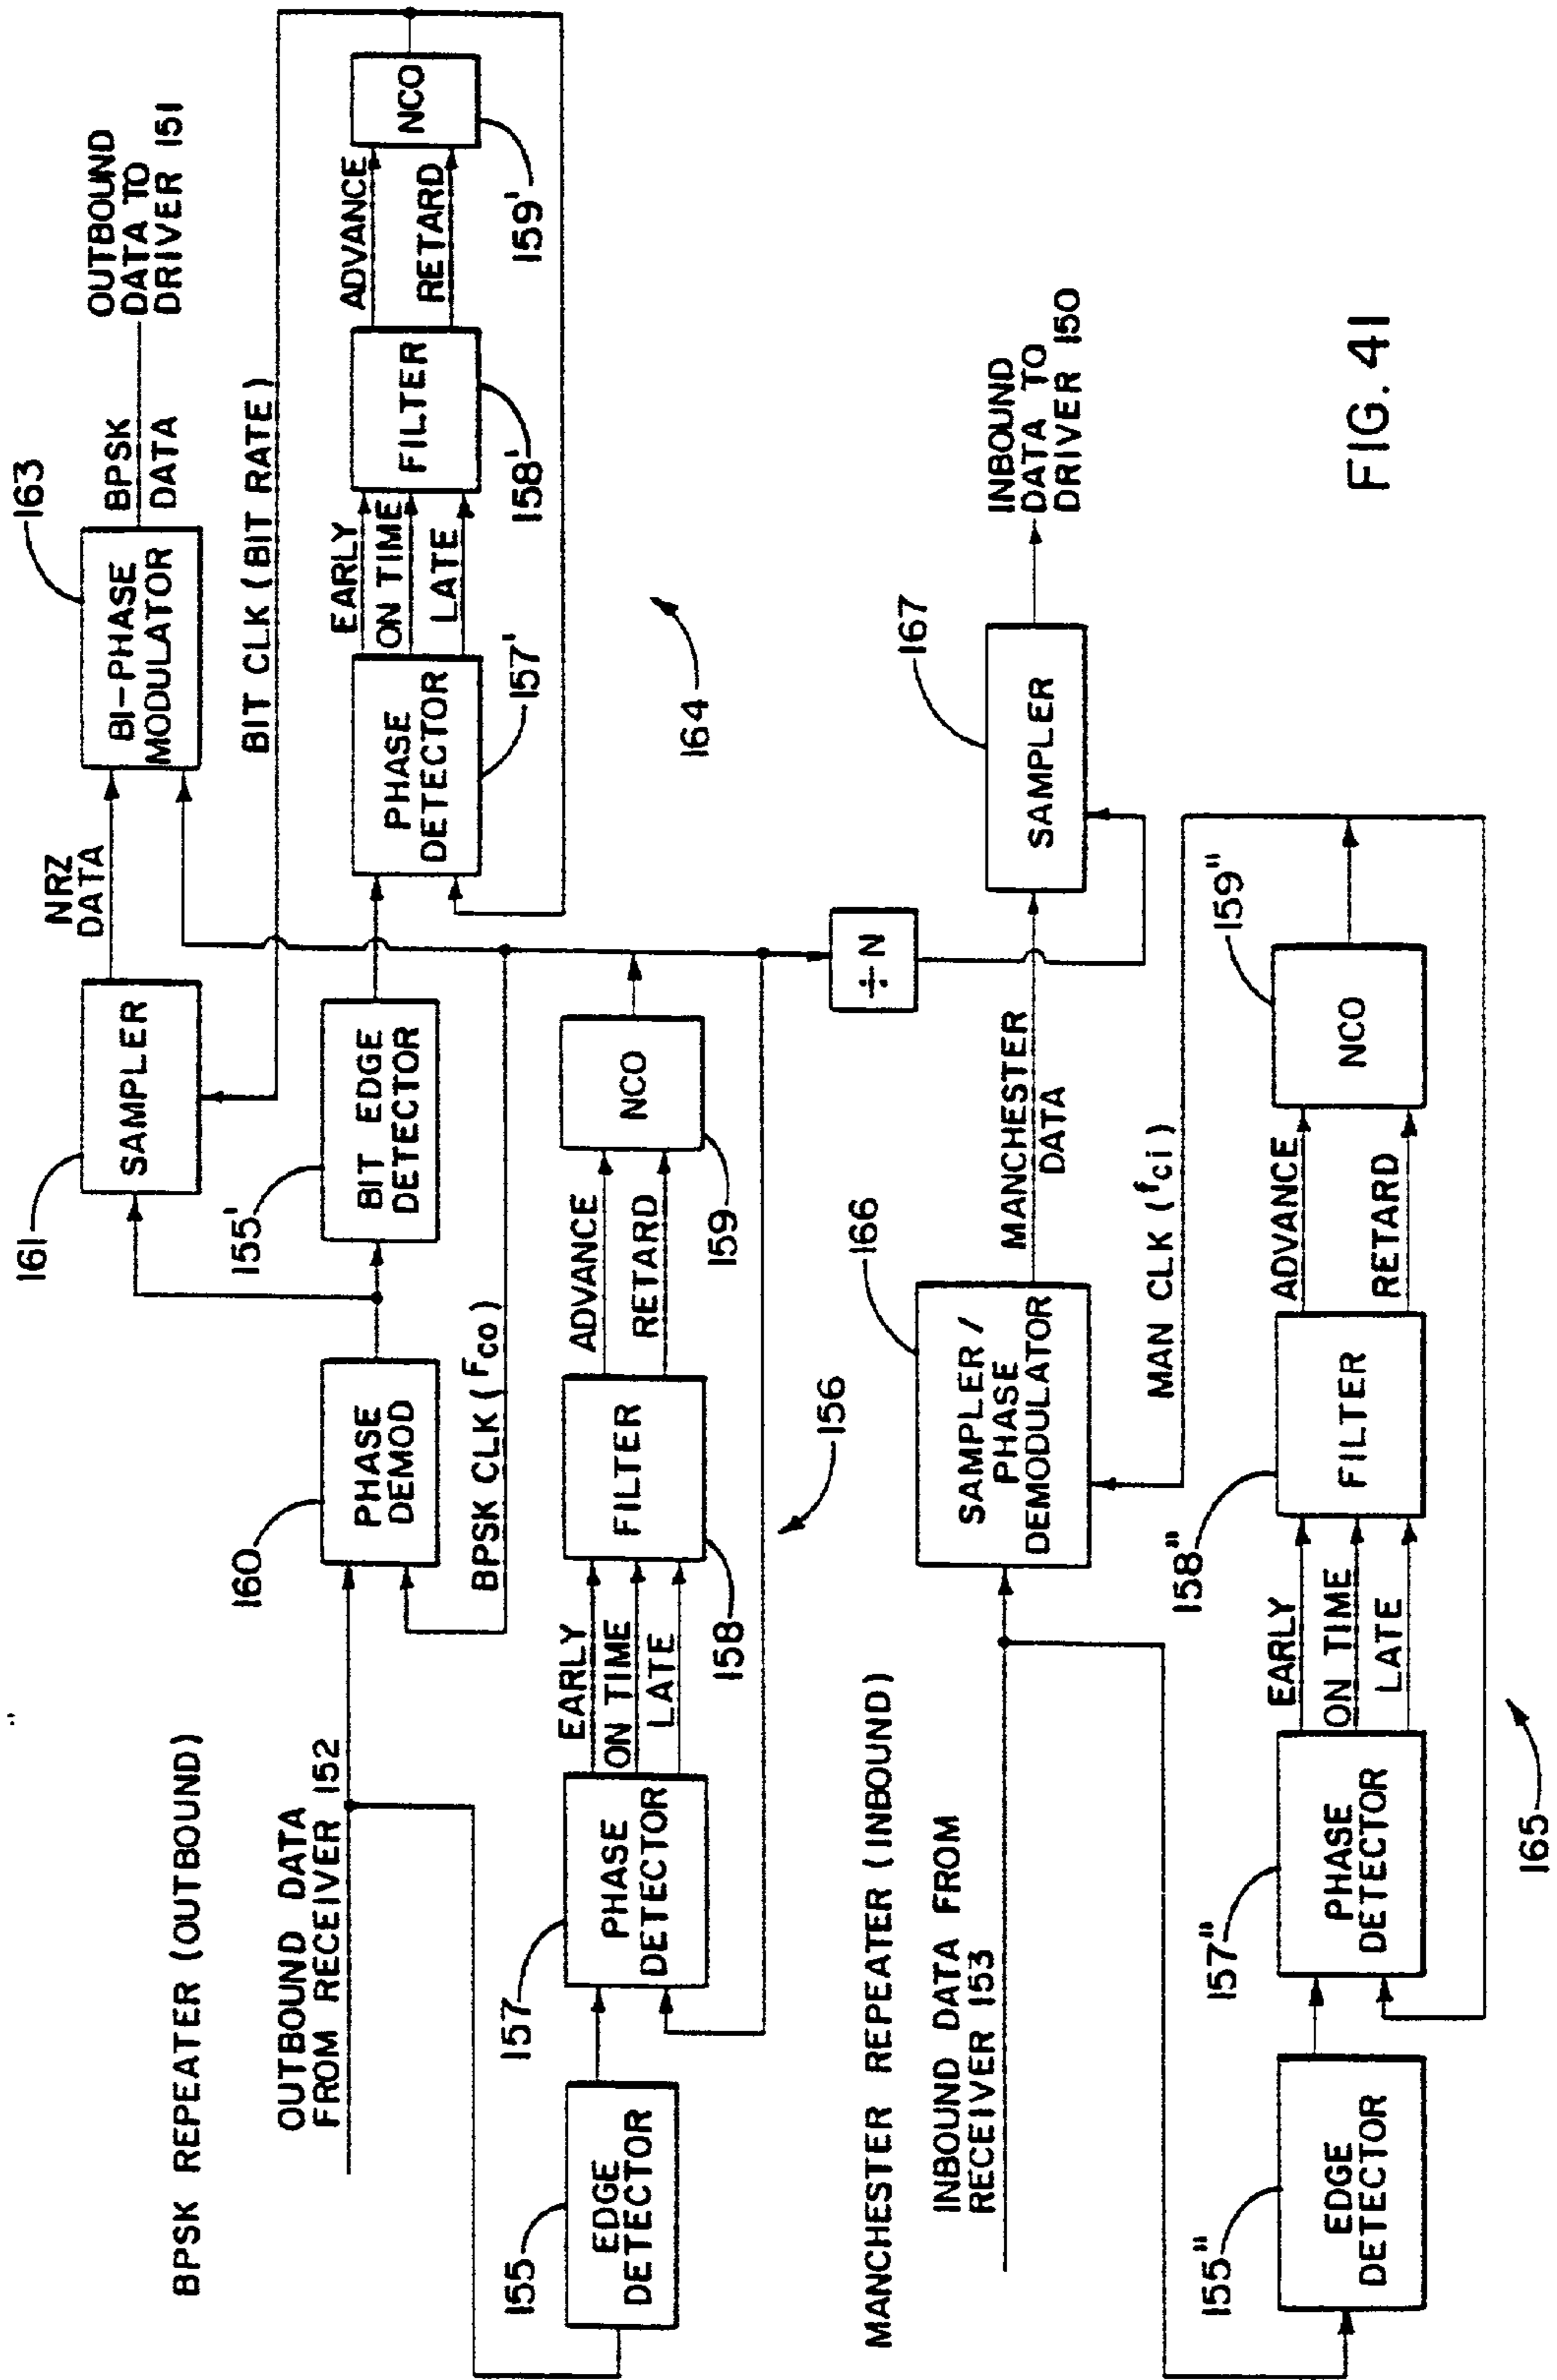 BPSK REPEATER (OUTBOUND)
OUTBOUND DATA
FROM RECEIVER 152
160
PHASE
DEMOD
155'
BIT EDGE
DETECTOR
161
SAMPLER
NRZ
DATA
163
BI-PHASE
MODULATOR
BPSK
DATA
OUTBOUND
DATA TO
DRIVER 151
BIT CLK (BIT RATE)
PHASE
DETECTOR
157'
EARLY
ON TIME
LATE
FILTER
158'
ADVANCE
RETARD
NCO
159'
164
BPSK CLK (Fco)
155
EDGE
DETECTOR
157
PHASE
DETECTOR
EARLY
ON TIME
LATE
FILTER
158
ADVANCE
RETARD
NCO
159
156
÷ N
MANCHESTER REPEATER (INBOUND)
INBOUND DATA FROM
RECEIVER 153
166
SAMPLER /
PHASE
DEMODULATOR
MANCHESTER
DATA
167
SAMPLER
INBOUND
DATA TO
DRIVER 150
MAN CLK (fci)
155"
EDGE
DETECTOR
157"
PHASE
DETECTOR
EARLY
ON TIME
LATE
158"
FILTER
ADVANCE
RETARD
159"
NCO
165
FIG. 41